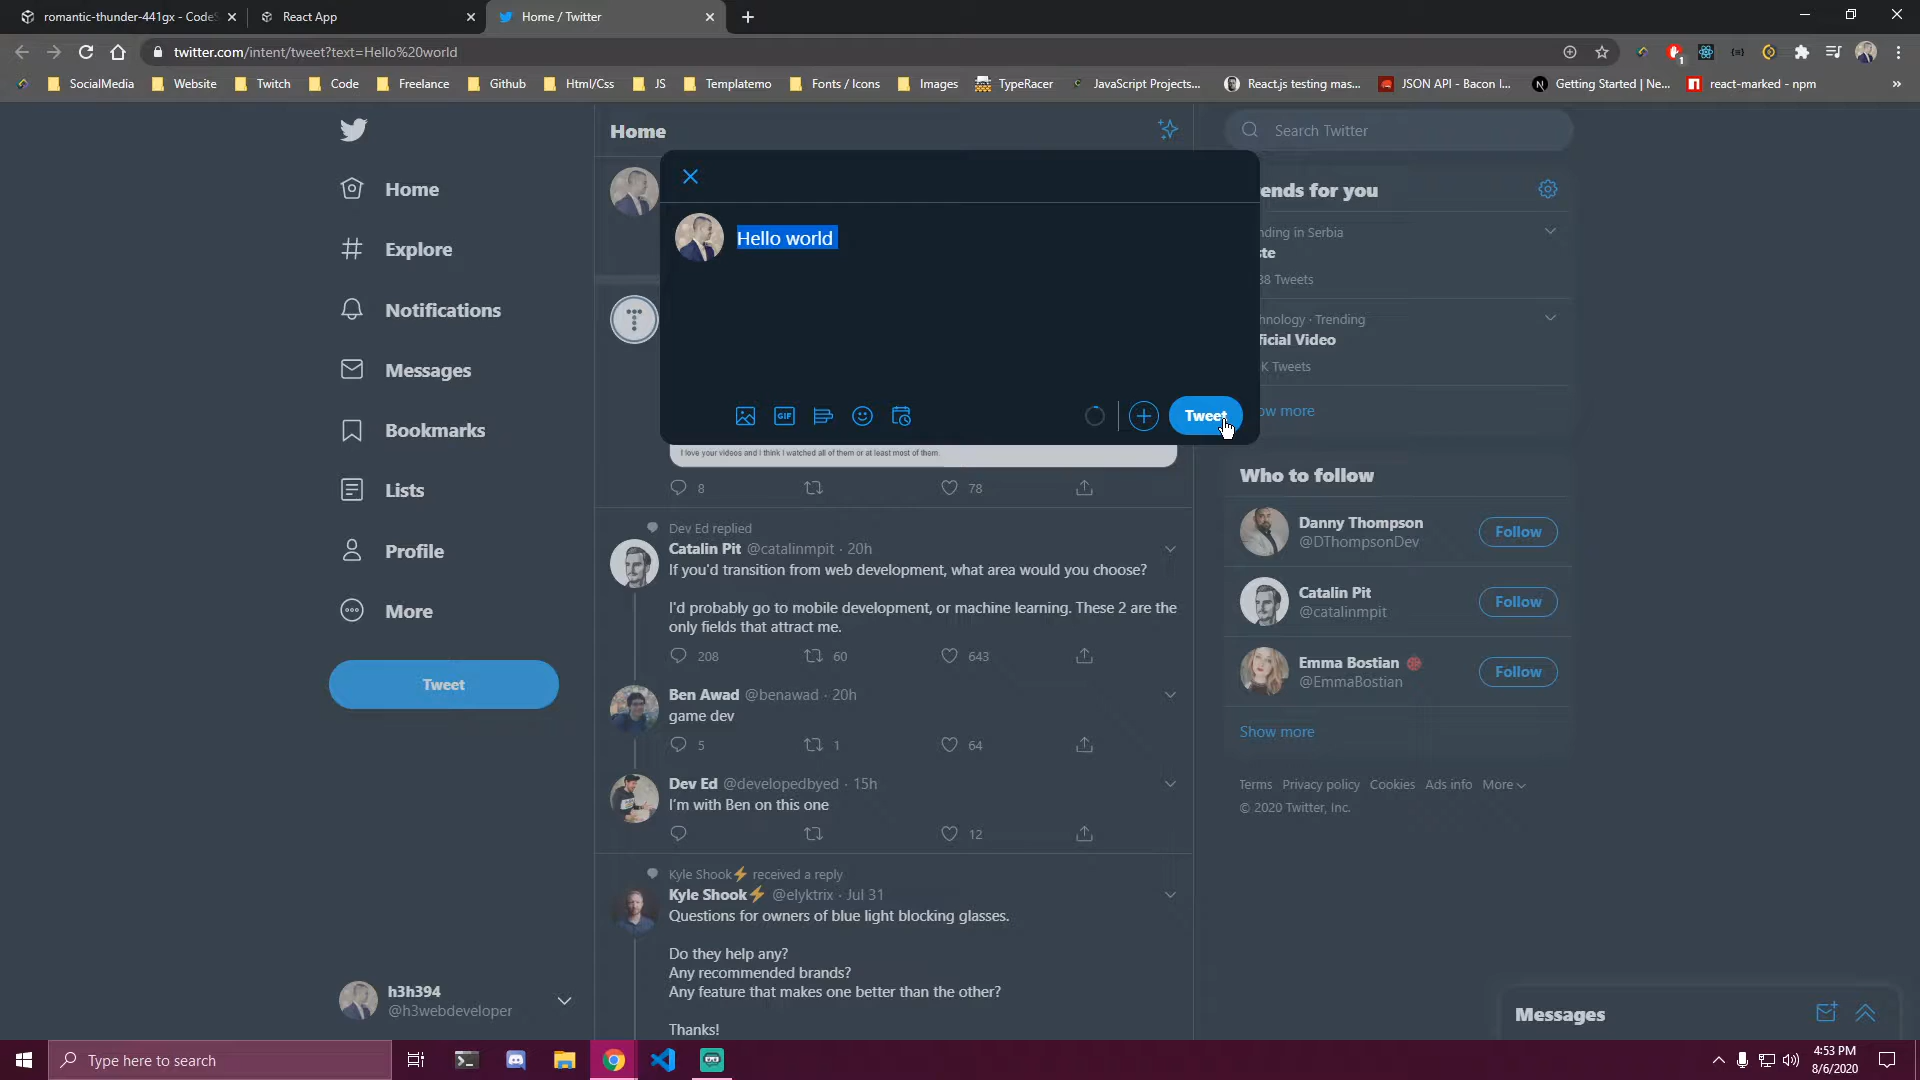 romantic-thunder-441gx - CodeS
React App
Home / Twitter
twitter.com/intent/tweet?text=Hello%20world
SocialMedia
Website
Twitch
Code
Freelance
Github
Html/Css
JS
Templatemo
Fonts / Icons
Images
TypeRacer
JavaScript Projects...
React.js testing mas...
JSON API - Bacon I...
Getting Started | Ne...
react-marked - npm
Home
Explore
Notifications
Messages
Bookmarks
Lists
Profile
More
Tweet
h3h394
@h3webdeveloper
Home
Hello world
GIF
Tweet
I love your videos and I think I watched all of them or at least most of them.
8
78
Dev Ed replied
Catalin Pit @catalinmpit · 20h
If you'd transition from web development, what area would you choose?
I'd probably go to mobile development, or machine learning. These 2 are the
only fields that attract me.
208
60
643
Ben Awad @benawad · 20h
game dev
5
1
64
Dev Ed @developedbyed · 15h
I'm with Ben on this one
12
Kyle Shook⚡ received a reply
Kyle Shook⚡ @elyktrix · Jul 31
Questions for owners of blue light blocking glasses.
Do they help any?
Any recommended brands?
Any feature that makes one better than the other?
Thanks!
Search Twitter
ends for you
nding in Serbia
ste
38 Tweets
hnology · Trending
ficial Video
K Tweets
ow more
Who to follow
Danny Thompson
@DThompsonDev
Follow
Catalin Pit
@catalinmpit
Follow
Emma Bostian
@EmmaBostian
Follow
Show more
Terms Privacy policy Cookies Ads info More
© 2020 Twitter, Inc.
Messages
Type here to search
4:53 PM
8/6/2020